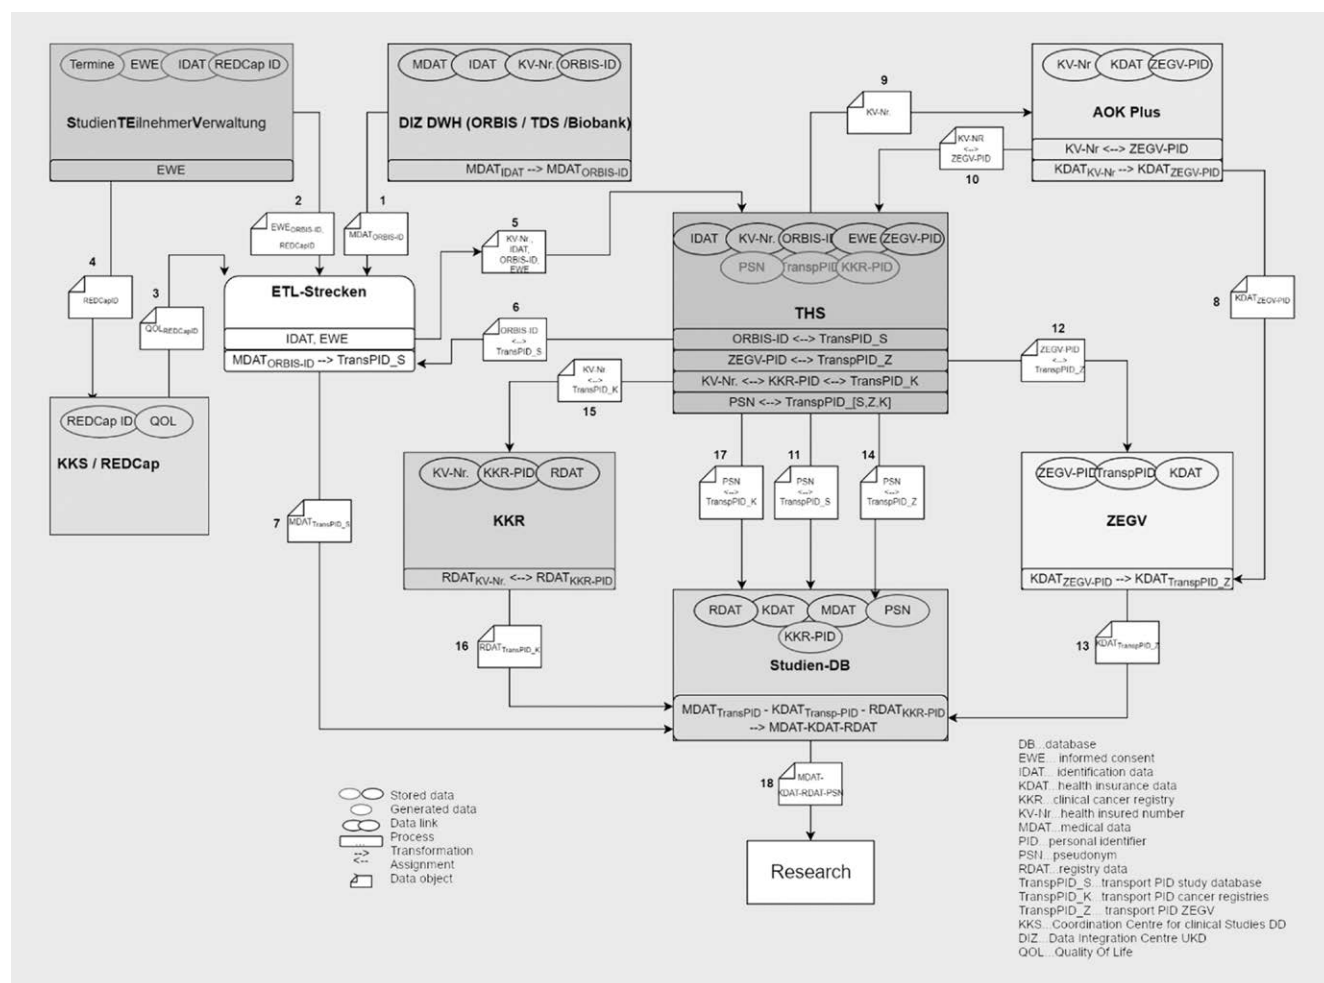 Termine EWE IDAT REDCap ID
StudienTEilnehmerVerwaltung
EWE
MDAT IDAT KV-Nr. ORBIS-ID
DIZ DWH (ORBIS / TDS /Biobank)
MDATIDAT --> MDATORBIS-ID
9
KV-Nr.
KV-Nr KDAT ZEGV-PID
AOK Plus
KV-Nr <--> ZEGV-PID
KDATKV-Nr --> KDATZEGV-PID
KV-NR
<-->
ZEGV-PID
10
2
EWEORBIS-ID,
REDCapID
1
MDATORBIS-ID
5
KV-Nr.,
IDAT,
ORBIS-ID,
EWE
4
REDCapID
3
QOLREDCapID
ETL-Strecken
IDAT, EWE
MDATORBIS-ID --> TransPID_S
6
ORBIS-ID
<-->
TransPID_S
IDAT KV-Nr. ORBIS-ID EWE ZEGV-PID
PSN TranspPID KKR-PID
THS
ORBIS-ID <--> TransPID_S
ZEGV-PID <--> TranspPID_Z
KV-Nr. <--> KKR-PID <--> TransPID_K
PSN <--> TranspPID_[S,Z,K]
8
KDATZEGV-PID
12
ZEGV-PID
<-->
TranspPID_Z
KV-Nr
<-->
TransPID_K
15
REDCap ID QOL
KKS / REDCap
7
MDATTransPID_S
KV-Nr. KKR-PID RDAT
KKR
RDATKV-Nr. <--> RDATKKR-PID
17
PSN
<-->
TranspPID_K
11
PSN
<-->
TranspPID_S
14
PSN
<-->
TranspPID_Z
ZEGV-PID TranspPID KDAT
ZEGV
KDATZEGV-PID --> KDATTranspPID_Z
16
RDATTransPID_K
RDAT KDAT MDAT PSN
KKR-PID
Studien-DB
MDATTransPID - KDATTransp-PID - RDATKKR-PID
--> MDAT-KDAT-RDAT
13
KDATTranspPID_Z
18
MDAT-
KDAT-RDAT-PSN
Research
Stored data
Generated data
Data link
... Process
--> Transformation
<-- Assignment
Data object
DB...database
EWE... informed consent
IDAT... identification data
KDAT...health insurance data
KKR...clinical cancer registry
KV-Nr...health insured number
MDAT...medical data
PID...personal identifier
PSN...pseudonym
RDAT...registry data
TranspPID_S...transport PID study database
TranspPID_K...transport PID cancer registries
TranspPID_Z... transport PID ZEGV
KKS...Coordination Centre for clinical Studies DD
DIZ...Data Integration Centre UKD
QOL...Quality Of Life